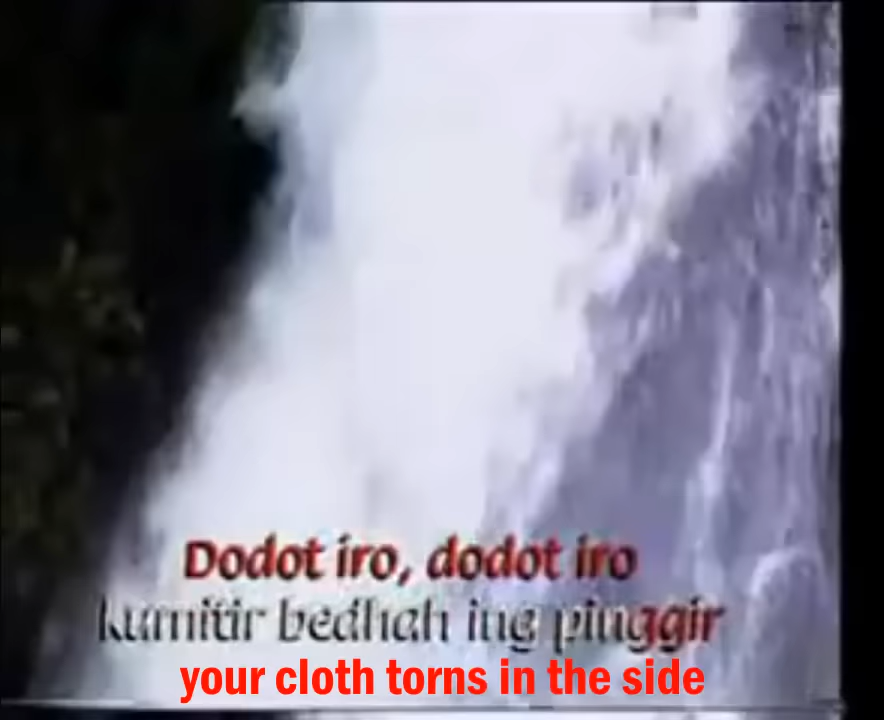 Dodot iro, dodot iro
kumitir bedhah ing pinggir
your cloth torns in the side